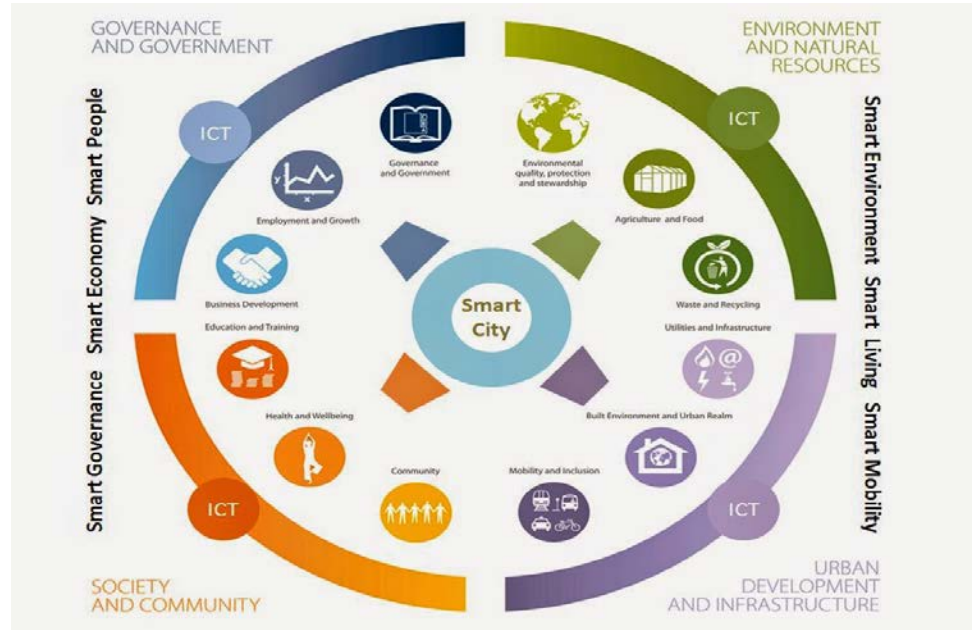 GOVERNANCE
AND GOVERNMENT
ENVIRONMENT
AND NATURAL
RESOURCES
Smart Governance Smart Economy Smart People
Smart Environment Smart Living Smart Mobility
ICT
ICT
Governance
and Government
Environmental
quality, protection
and stewardship
y
x
Employment and Growth
Agriculture and Food
Business Development
Waste and Recycling
Smart
City
Education and Training
Utilities and Infrastructure
@
Health and Wellbeing
Built Environment and Urban Realm
Community
Mobility and Inclusion
ICT
ICT
SOCIETY
AND COMMUNITY
URBAN
DEVELOPMENT
AND INFRASTRUCTURE